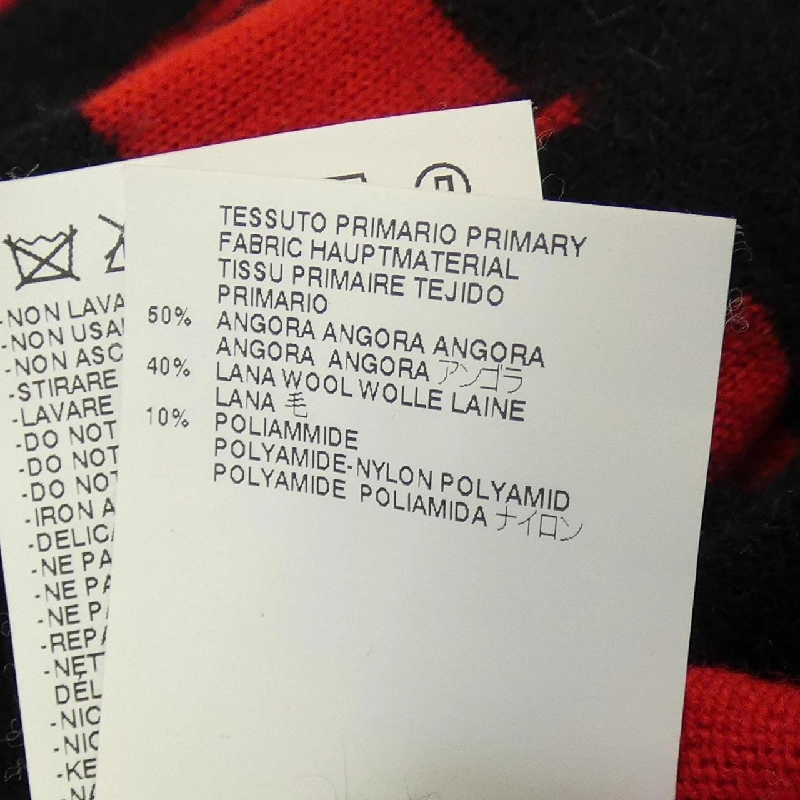 TESSUTO PRIMARIO PRIMARY
FABRIC HAUPTMATERIAL
TISSU PRIMAIRE TEJIDO
PRIMARIO
50% ANGORA ANGORA ANGORA
ANGORA ANGORA アンゴラ
40% LANA WOOL WOLLE LAINE
LANA 毛
10% POLIAMMIDE
POLYAMIDE-NYLON POLYAMID
POLYAMIDE POLIAMIDA ナイロン
-NON LAVA
-NON USA
-NON ASC
-STIRARE
-LAVARE
-DO NOT
-DO NOT
-DO NOT
-IRON A
-DELICA
-NE PA
-NE PA
-NE P
-REPA
-NET
DÉL
-NIC
-NIC
-KE